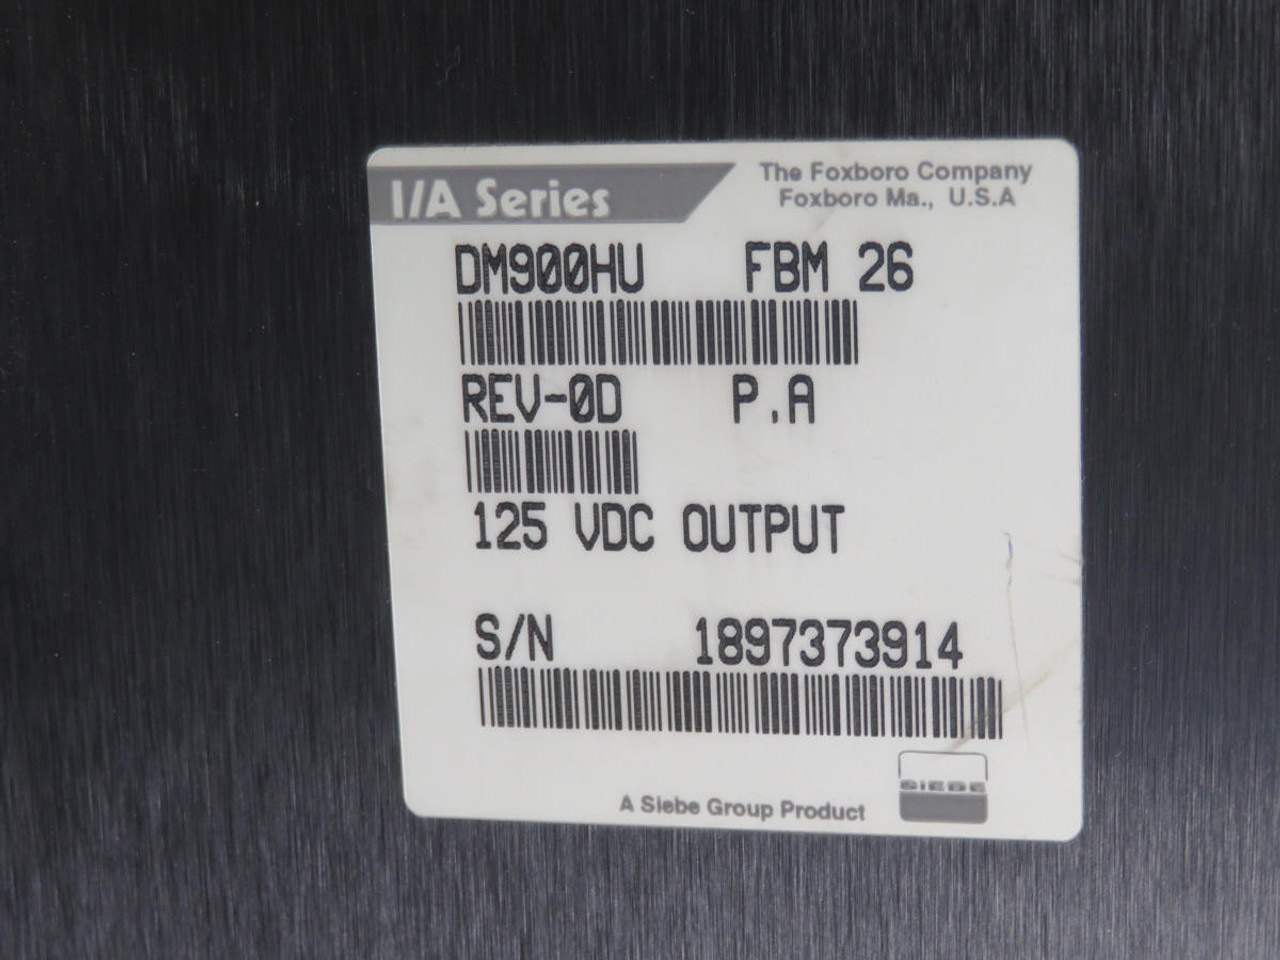 I/A Series
The Foxboro Company
Foxboro Ma., U.S.A
DM900HU FBM 26
REV-0D P.A
125 VDC OUTPUT
S/N 1897373914
A Siebe Group Product
SIEBE